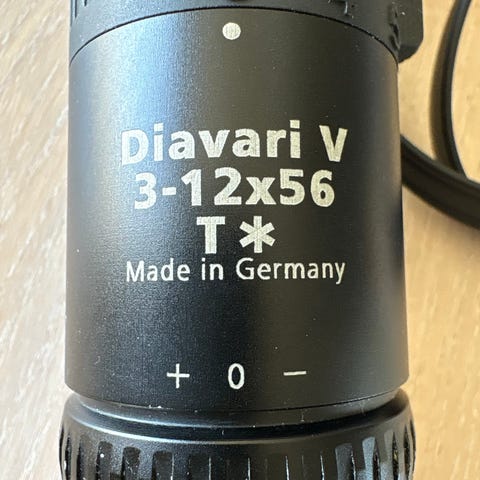 Diavari V
3-12x56
T*
Made in Germany
+ 0 -